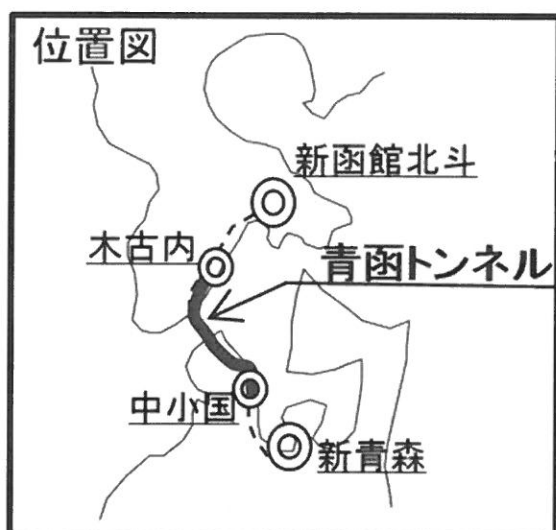 位置図
新函館北斗
木古内
青函トンネル
中小国
新青森